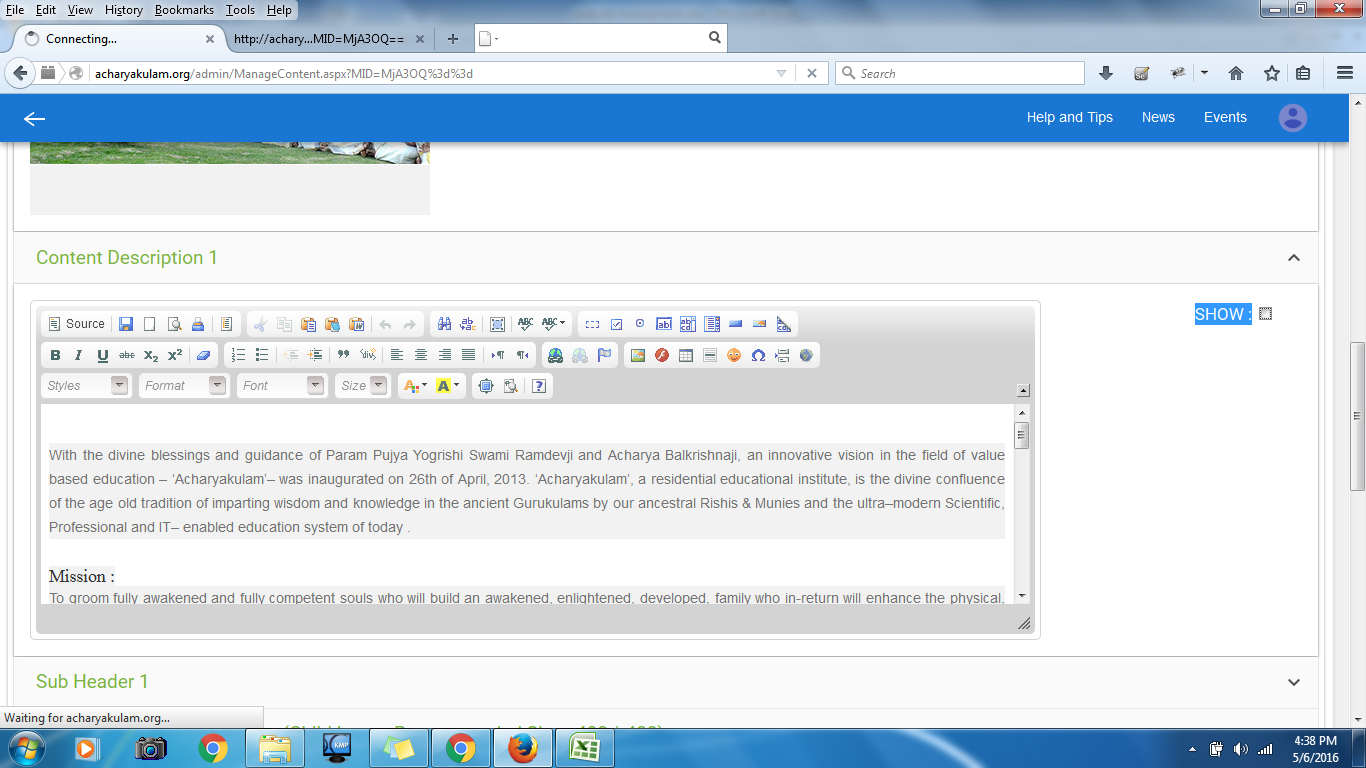 File Edit View History Bookmarks Tools Help
Connecting...
http://achary...MID=MjA3OQ==
acharyakulam.org/admin/ManageContent.aspx?MID=MjA3OQ%3d%3d
Search
Help and Tips News Events
Content Description 1
SHOW :
Source
ABC ABC
B I U abc X2 X2
Styles Format Font Size
A A
With the divine blessings and guidance of Param Pujya Yogrishi Swami Ramdevji and Acharya Balkrishnaji, an innovative vision in the field of value
based education – ‘Acharyakulam’– was inaugurated on 26th of April, 2013. ‘Acharyakulam’, a residential educational institute, is the divine confluence
of the age old tradition of imparting wisdom and knowledge in the ancient Gurukulams by our ancestral Rishis & Munies and the ultra–modern Scientific,
Professional and IT– enabled education system of today .
Mission :
To groom fully awakened and fully competent souls who will build an awakened, enlightened, developed, family who in-return will enhance the physical,
Sub Header 1
Waiting for acharyakulam.org...
KMP
4:38 PM
5/6/2016